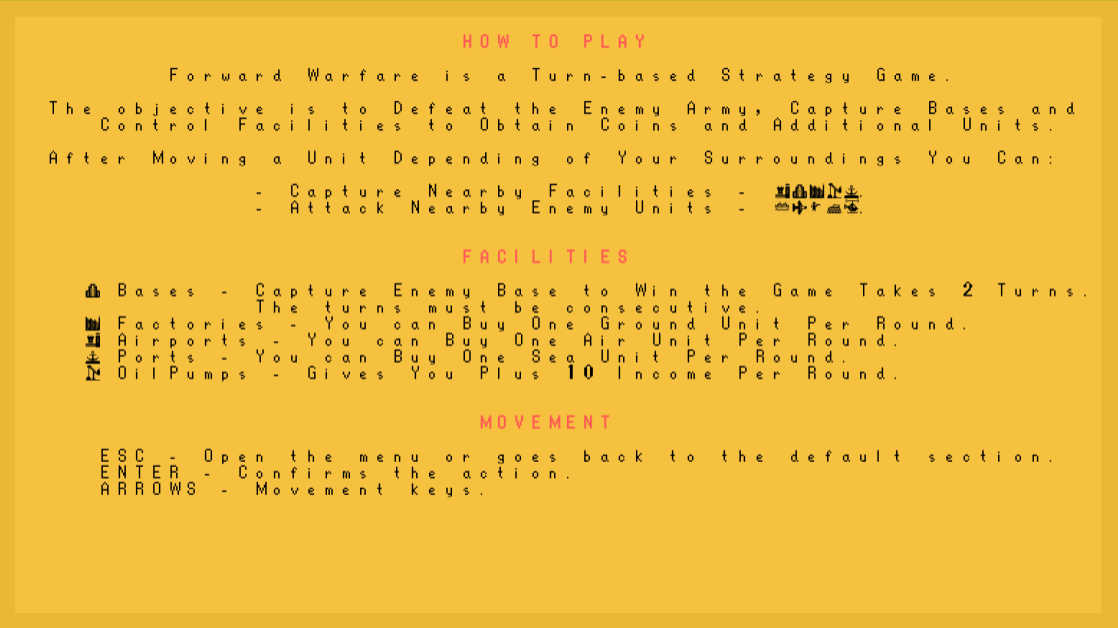 HOW TO PLAY
Forward Warfare is a Turn-based Strategy Game.
The objective is to Defeat the Enemy Army, Capture Bases and
Control Facilities to Obtain Coins and Additional Units.
After Moving a Unit Depending of Your Surroundings You Can:
- Capture Nearby Facilities - .
- Attack Nearby Enemy Units - .
FACILITIES
Bases - Capture Enemy Base to Win the Game Takes 2 Turns.
The turns must be consecutive.
Factories - You can Buy One Ground Unit Per Round.
Airports - You can Buy One Air Unit Per Round.
Ports - You can Buy One Sea Unit Per Round.
OilPumps - Gives You Plus 10 Income Per Round.
MOVEMENT
ESC - Open the menu or goes back to the default section.
ENTER - Confirms the action.
ARROWS - Movement keys.